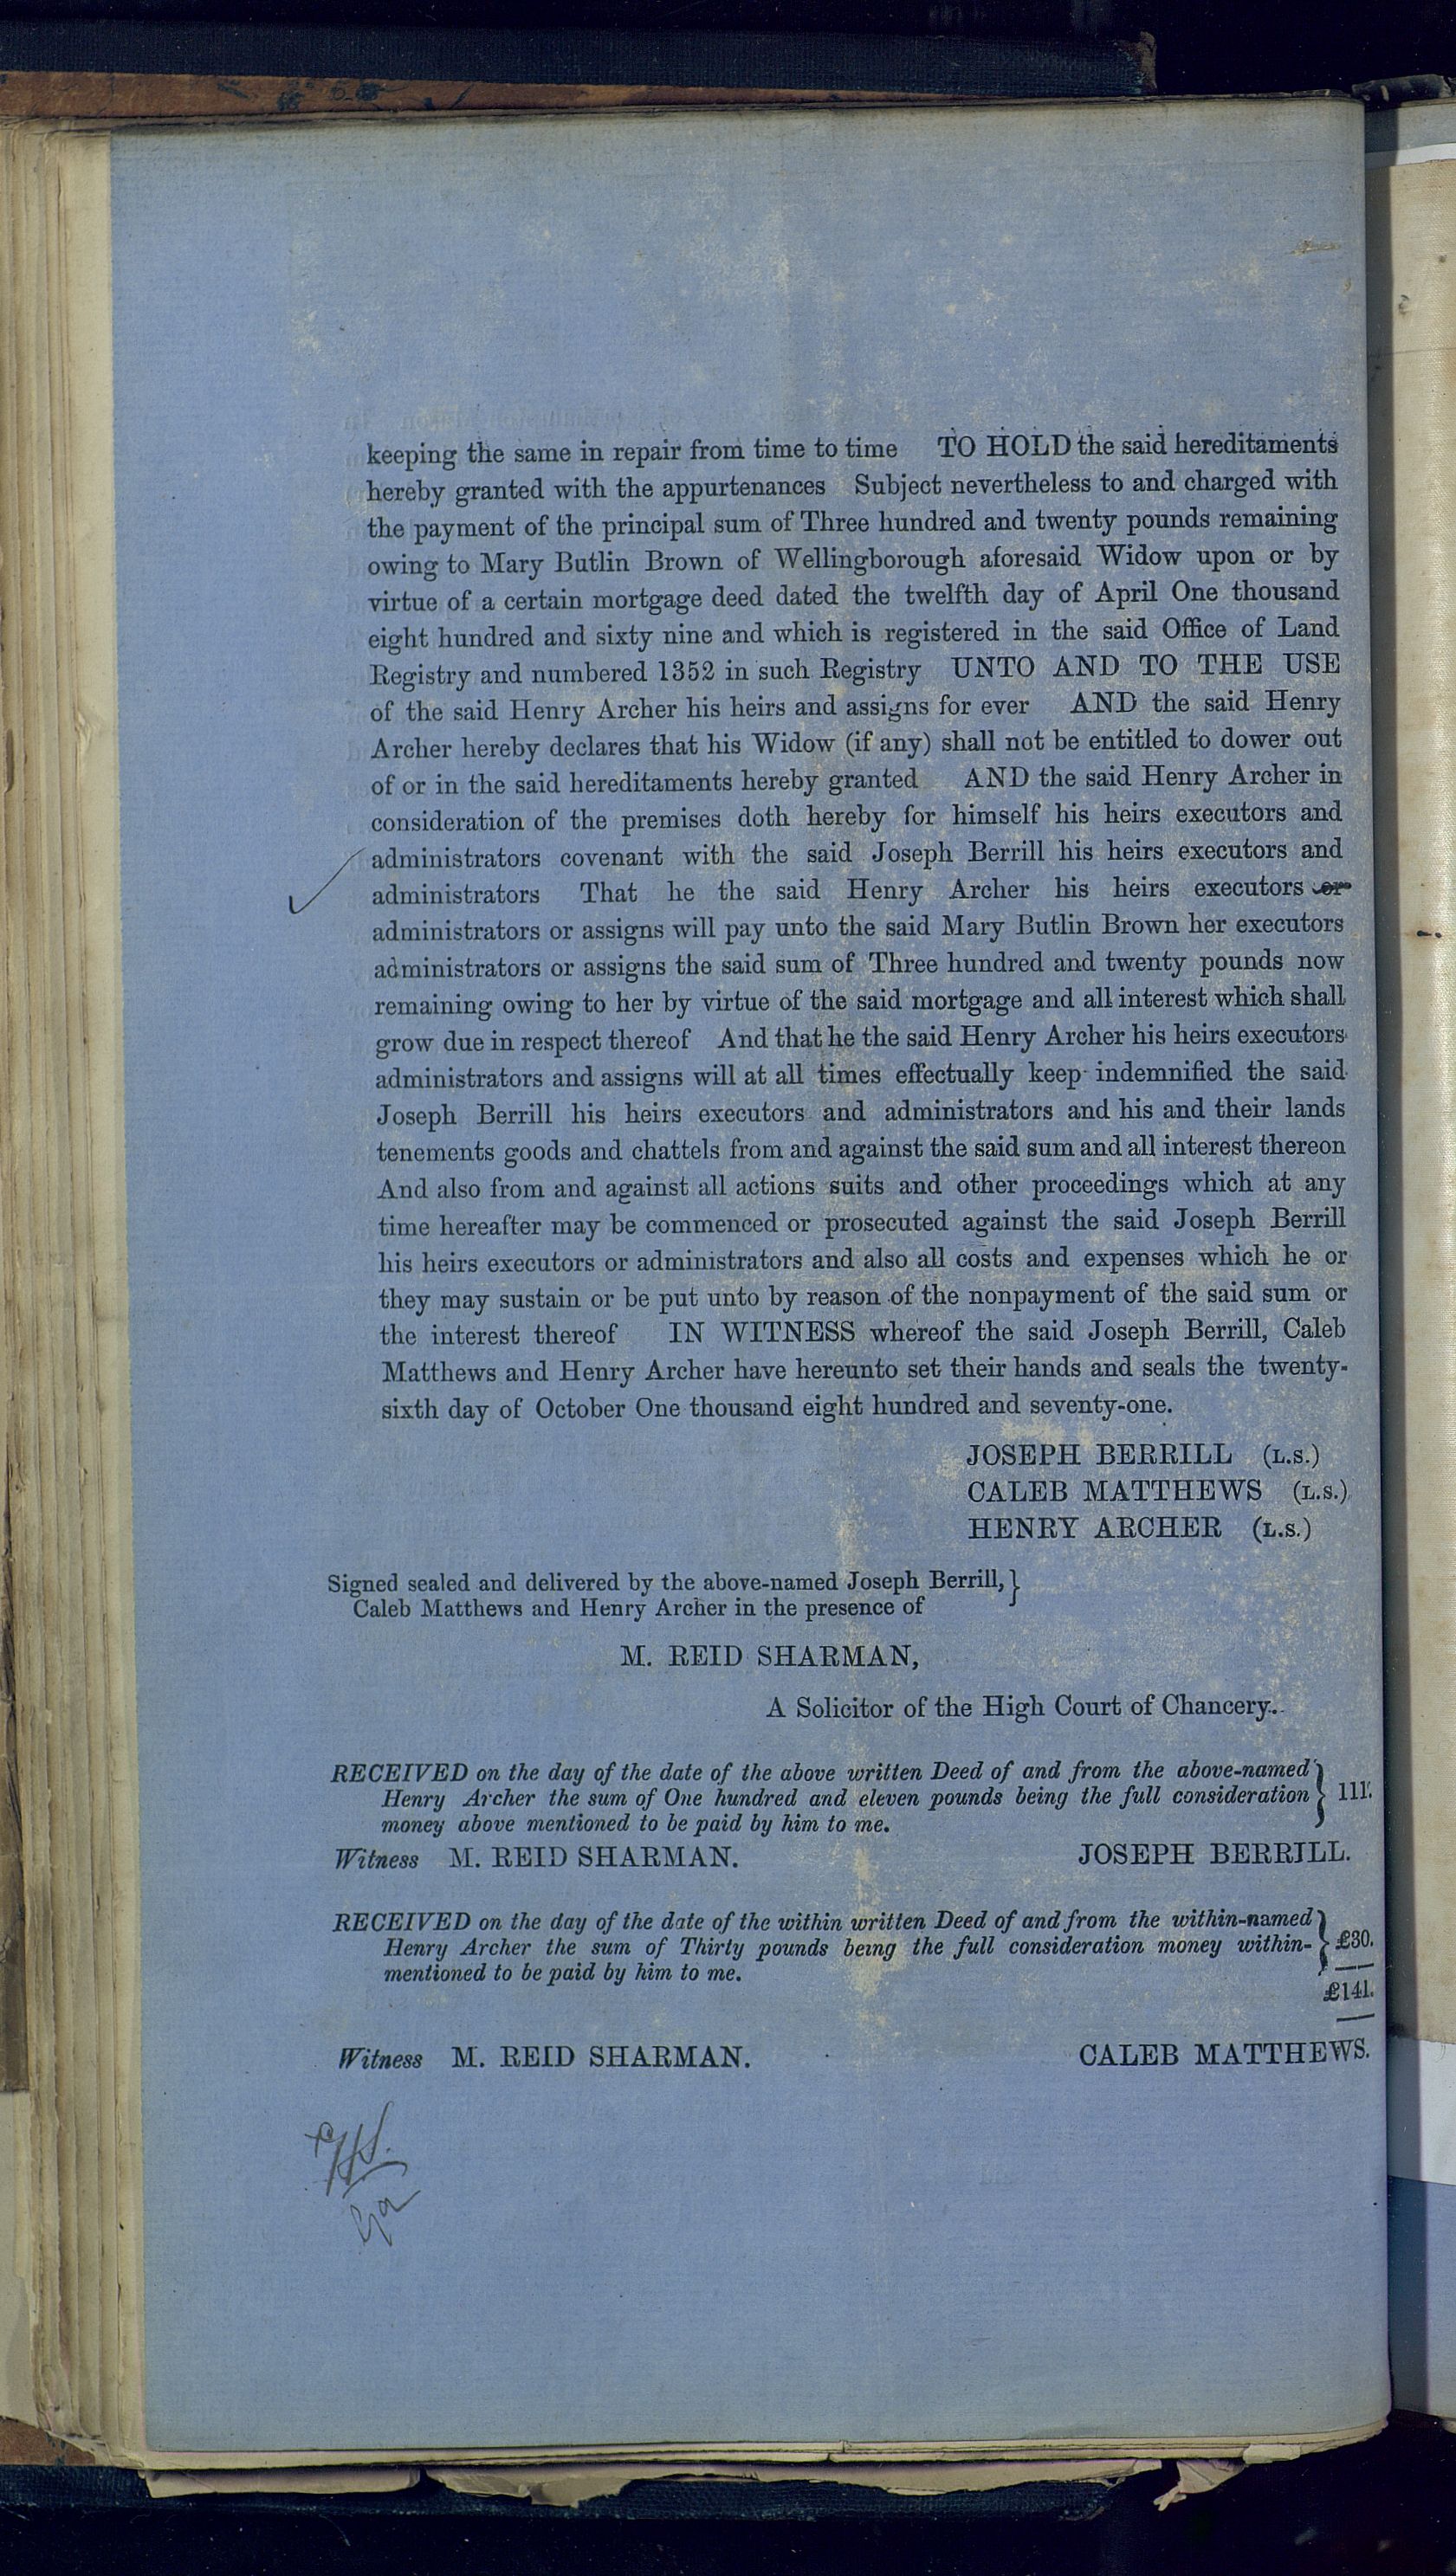 keeping the same in repair from time to time TO HOLD the said hereditaments
hereby granted with the appurtenances Subject nevertheless to and charged with
the payment of the principal sum of Three hundred and twenty pounds remaining
owing to Mary Butlin Brown of Wellingborough aforesaid Widow upon or by
virtue of a certain mortgage deed dated the twelfth day of April One thousand
eight hundred and sixty nine and which is registered in the said Office of Land
Registry and numbered 1352 in such Registry UNTO AND TO THE USE
of the said Henry Archer his heirs and assigns for ever AND the said Henry
Archer hereby declares that his Widow (if any) shall not be entitled to dower out
of or in the said hereditaments hereby granted AND the said Henry Archer in
consideration of the premises doth hereby for himself his heirs executors and
administrators covenant with the said Joseph Berrill his heirs executors and
administrators That he the said Henry Archer his heirs executors or
administrators or assigns will pay unto the said Mary Butlin Brown her executors
administrators or assigns the said sum of Three hundred and twenty pounds now
remaining owing to her by virtue of the said mortgage and all interest which shall
grow due in respect thereof And that he the said Henry Archer his heirs executors
administrators and assigns will at all times effectually keep indemnified the said
Joseph Berrill his heirs executors and administrators and his and their lands
tenements goods and chattels from and against the said sum and all interest thereon
And also from and against all actions suits and other proceedings which at any
time hereafter may be commenced or prosecuted against the said Joseph Berrill
his heirs executors or administrators and also all costs and expenses which he or
they may sustain or be put unto by reason of the nonpayment of the said sum or
the interest thereof IN WITNESS whereof the said Joseph Berrill, Caleb
Matthews and Henry Archer have hereunto set their hands and seals the twenty-
sixth day of October One thousand eight hundred and seventy-one.
JOSEPH BERRILL (L.S.)
CALEB MATTHEWS (L.S.)
HENRY ARCHER (L.S.)
Signed sealed and delivered by the above-named Joseph Berrill, }
Caleb Matthews and Henry Archer in the presence of
M. REID SHARMAN,
A Solicitor of the High Court of Chancery.
RECEIVED on the day of the date of the above written Deed of and from the above-named
Henry Archer the sum of One hundred and eleven pounds being the full consideration } 111.
money above mentioned to be paid by him to me.
Witness M. REID SHARMAN. JOSEPH BERRILL.
RECEIVED on the day of the date of the within written Deed of and from the within-named
Henry Archer the sum of Thirty pounds being the full consideration money within- } £30.
mentioned to be paid by him to me.
£141.
Witness M. REID SHARMAN. CALEB MATTHEWS.